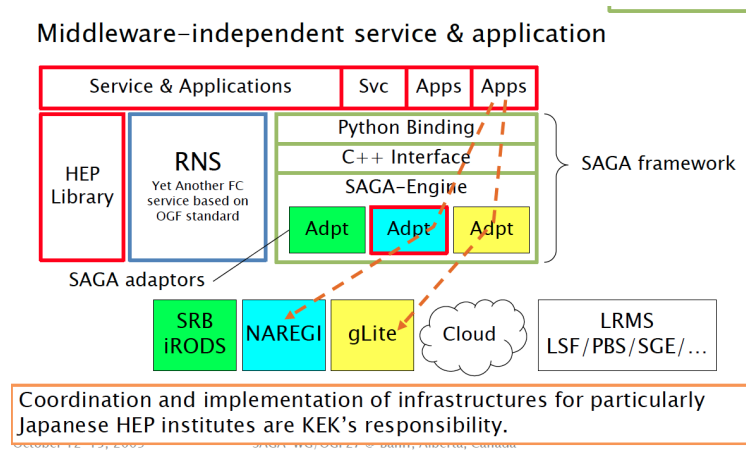 Middleware-independent service & application
Service & Applications
Svc
Apps
Apps
HEP
Library
RNS
Yet Another FC
service based on
OGF standard
Python Binding
C++ Interface
SAGA-Engine
Adpt
Adpt
Adpt
SAGA framework
SAGA adaptors
SRB
iRODS
NAREGI
gLite
Cloud
LRMS
LSF/PBS/SGE/...
Coordination and implementation of infrastructures for particularly
Japanese HEP institutes are KEK's responsibility.